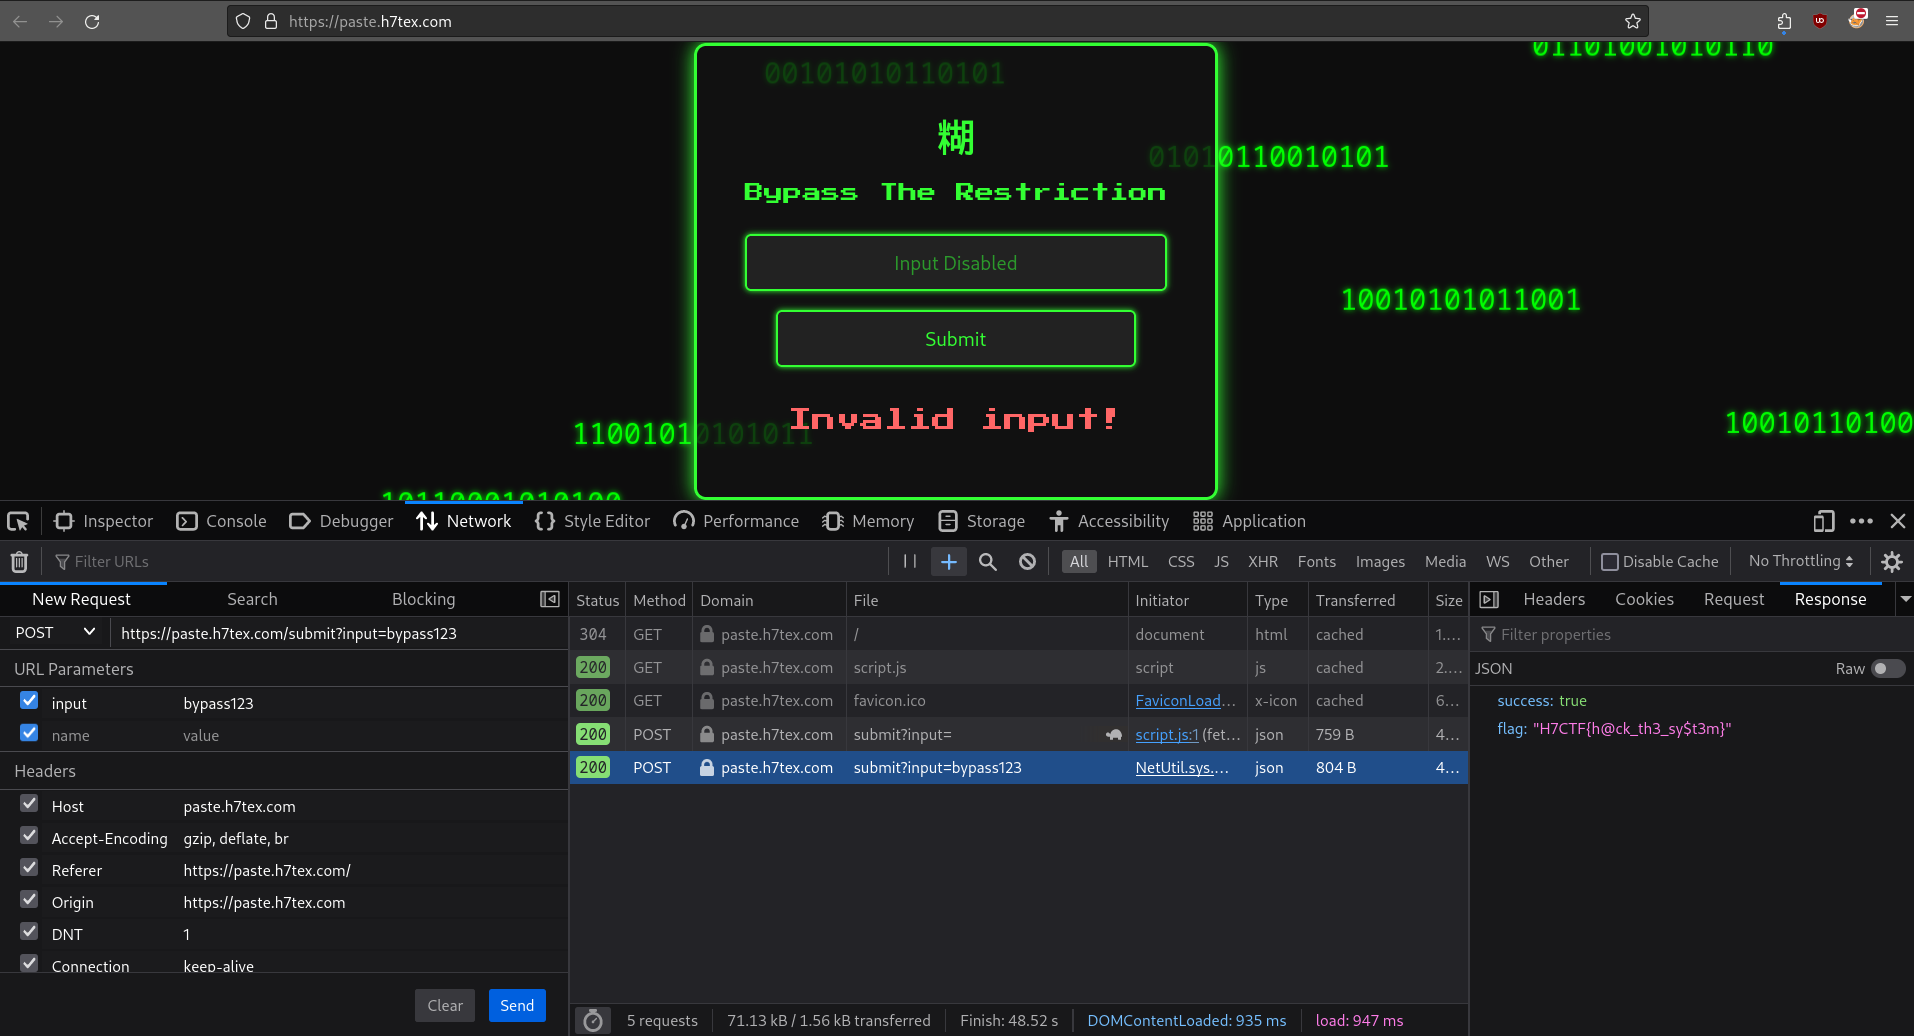 https://paste.h7tex.com
01101001010110
00101010110101
糊
01010110010101
Bypass The Restriction
Input Disabled
10010101011001
Submit
Invalid input!
11001010101011
10010110100
10110001010100
Inspector Console Debugger Network Style Editor Performance Memory Storage Accessibility Application
Filter URLs All HTML CSS JS XHR Fonts Images Media WS Other Disable Cache No Throttling
New Request Search Blocking
POST https://paste.h7tex.com/submit?input=bypass123
URL Parameters
input bypass123
name value
Headers
Host paste.h7tex.com
Accept-Encoding gzip, deflate, br
Referer https://paste.h7tex.com/
Origin https://paste.h7tex.com
DNT 1
Connection keep-alive
Clear Send
Status Method Domain File Initiator Type Transferred Size
304 GET paste.h7tex.com / document html cached 1....
200 GET paste.h7tex.com script.js script js cached 2....
200 GET paste.h7tex.com favicon.ico FaviconLoad... x-icon cached 6...
200 POST paste.h7tex.com submit?input= script.js:1 (fet... json 759 B 4...
200 POST paste.h7tex.com submit?input=bypass123 NetUtil.sys.... json 804 B 4...
5 requests 71.13 kB / 1.56 kB transferred Finish: 48.52 s DOMContentLoaded: 935 ms load: 947 ms
Headers Cookies Request Response
Filter properties
JSON Raw
success: true
flag: "H7CTF{h@ck_th3_sy$t3m}"